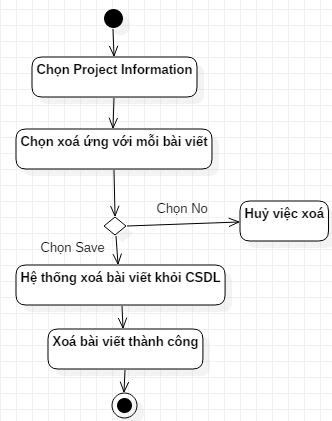 Chọn Project Information
Chọn xoá ứng với mỗi bài viết
Chọn No
Huỷ việc xoá
Chọn Save
Hệ thống xoá bài viết khỏi CSDL
Xoá bài viết thành công